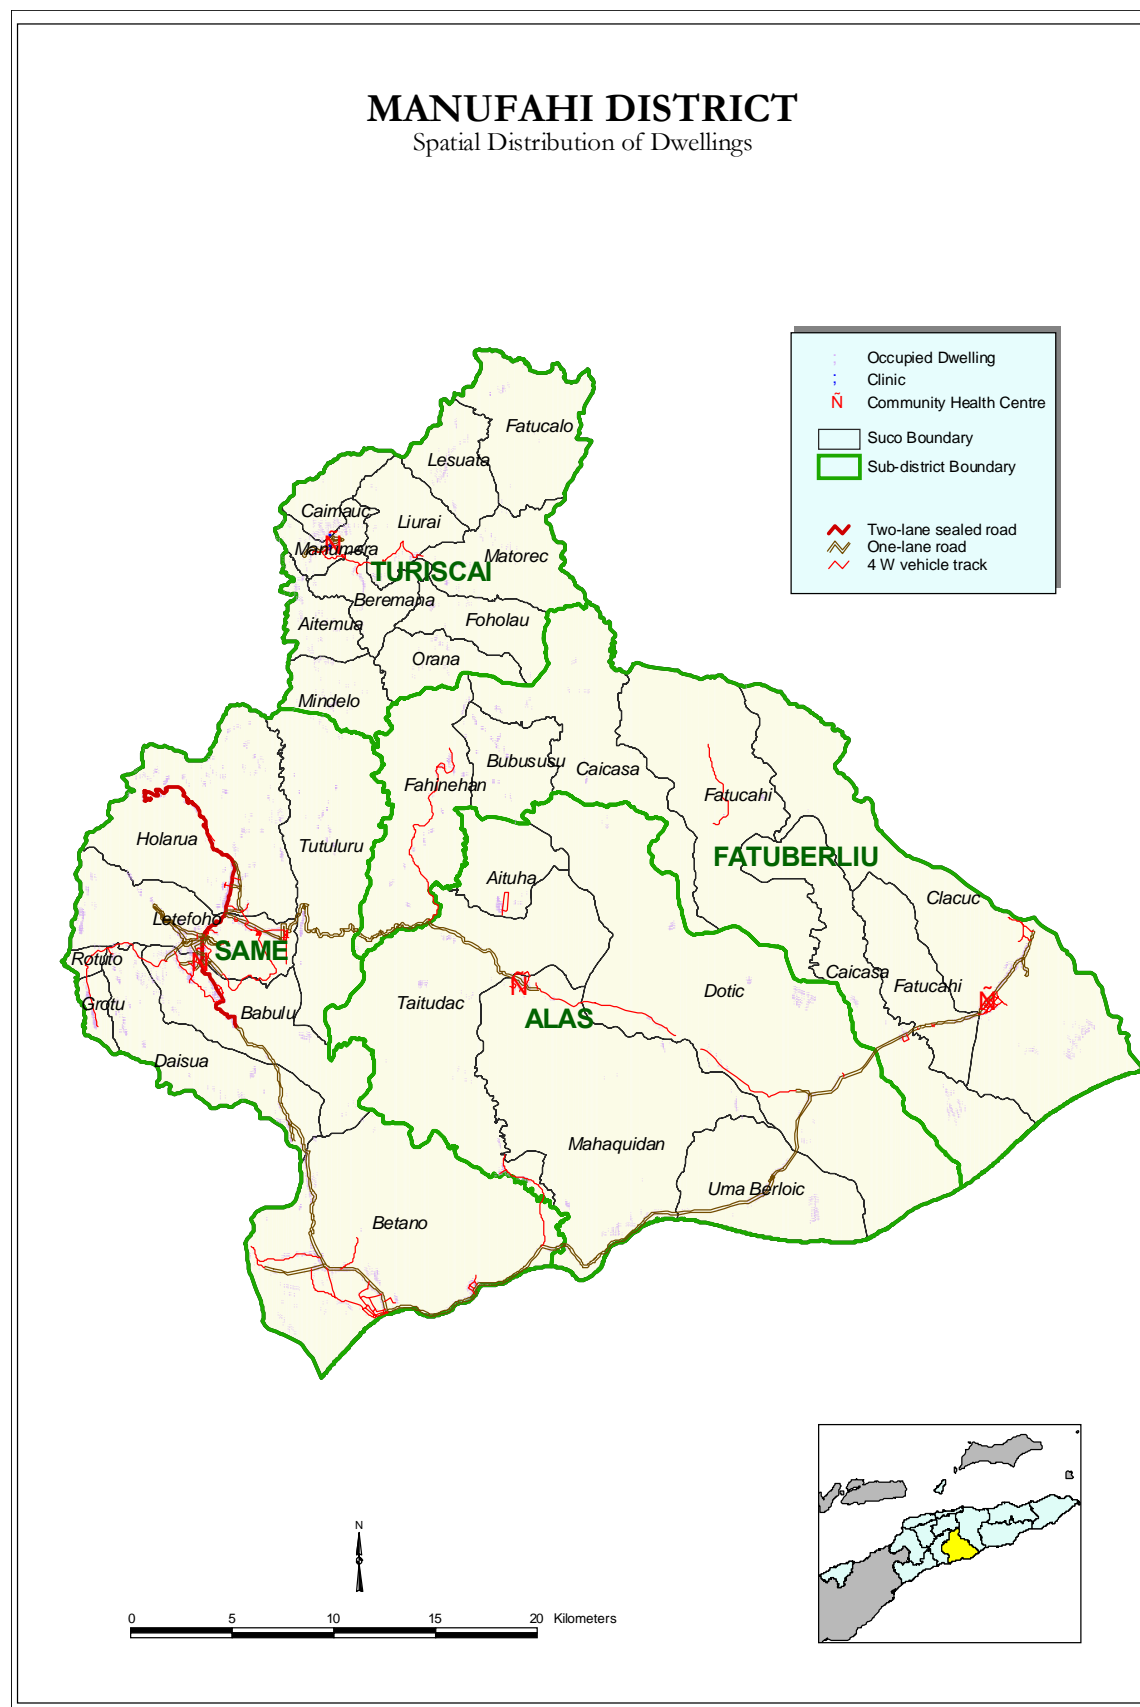 MANUFAHI DISTRICT
Spatial Distribution of Dwellings
Occupied Dwelling
Clinic
Ñ Community Health Centre
Suco Boundary
Sub-district Boundary
Two-lane sealed road
One-lane road
4 W vehicle track
Fatucalo
Lesuata
Caimauc
Liurai
Manumera
Matorec
TURISCAI
Beremana
Aitemua
Foholau
Orana
Mindelo
Bubususu
Caicasa
Fahinehan
Fatucahi
Holarua
Tutuluru
FATUBERLIU
Aituha
Clacuc
Letefoho
SAME
Rotuto
Caicasa
Fatucahi
Grotu
Taitudac
Dotic
Babulu
ALAS
Daisua
Mahaquidan
Uma Berloic
Betano
N
0 5 10 15 20 Kilometers